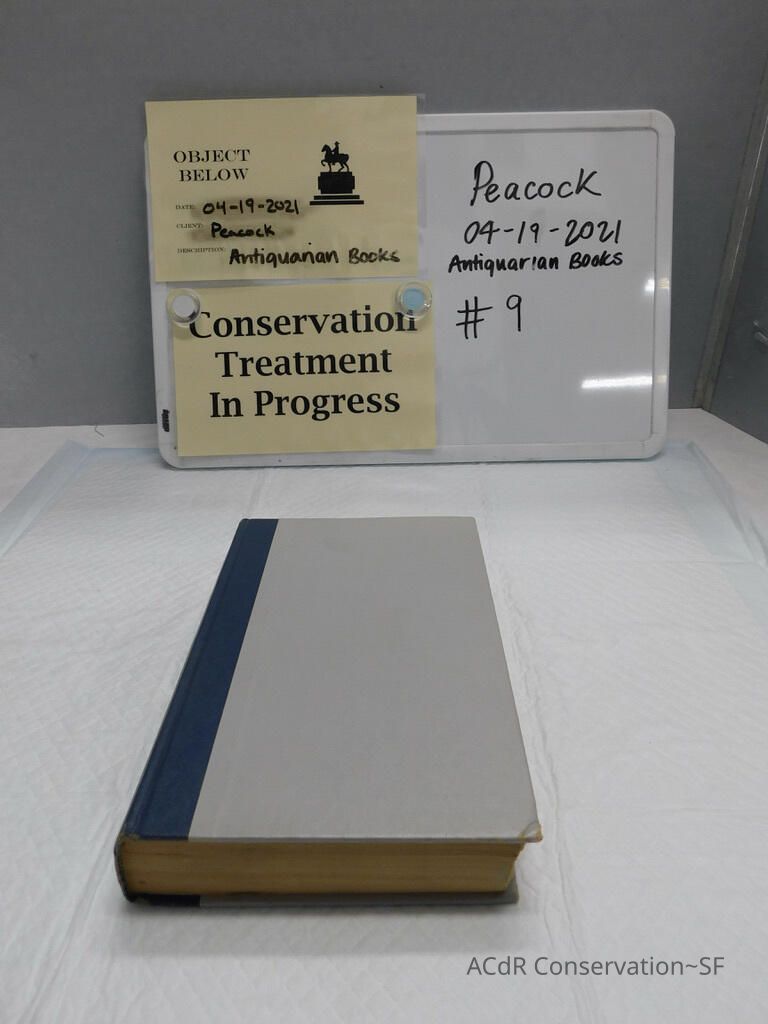 OBJECT
BELOW
DATE: 04-19-2021
CLIENT: Peacock
DESCRIPTION: Antiquarian Books
Conservation
Treatment
In Progress
Peacock
04-19-2021
Antiquarian Books
# 9
ACdR Conservation~SF